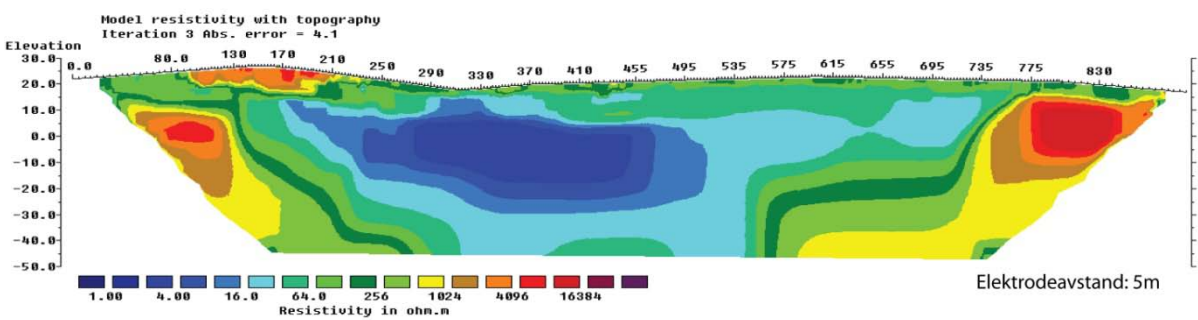 Model resistivity with topography
Iteration 3 Abs. error = 4.1
Elevation
0.0 80.0 130 170 210 250 290 330 370 410 455 495 535 575 615 655 695 735 775 830
30.0
20.0
10.0
0.0
-10.0
-20.0
-30.0
-40.0
-50.0
1.00 4.00 16.0 64.0 256 1024 4096 16384
Resistivity in ohm.m
Elektrodeavstand: 5m